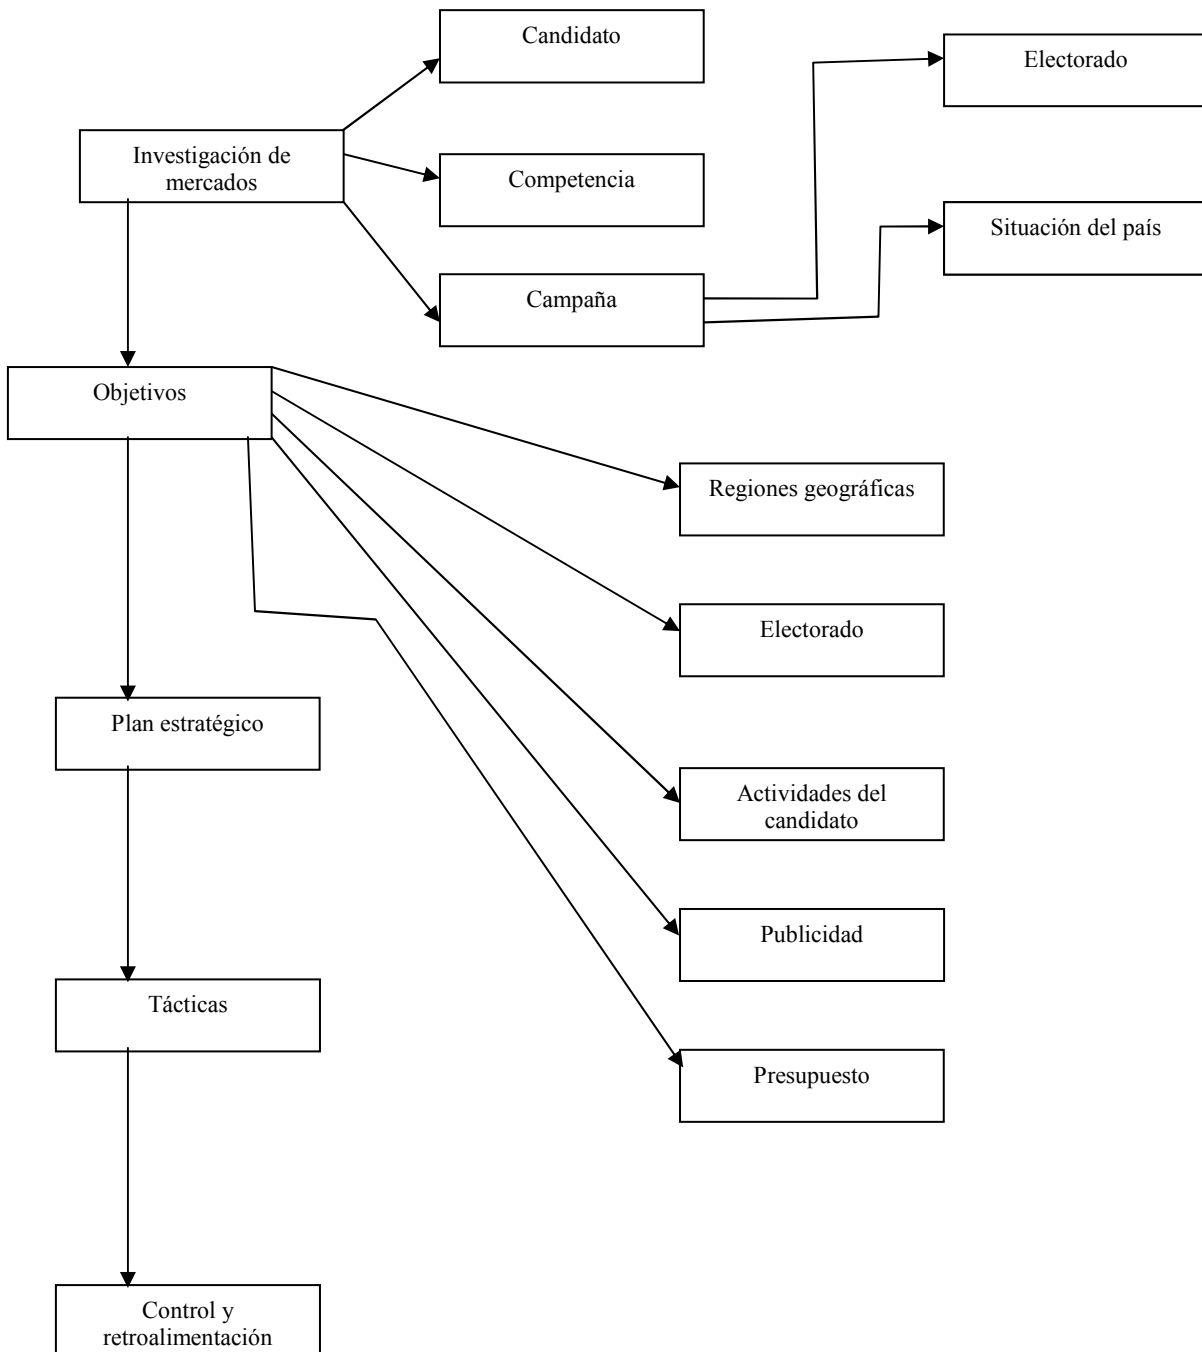 Candidato
Electorado
Investigación de
mercados
Competencia
Situación del país
Campaña
Objetivos
Regiones geográficas
Electorado
Plan estratégico
Actividades del
candidato
Publicidad
Tácticas
Presupuesto
Control y
retroalimentación